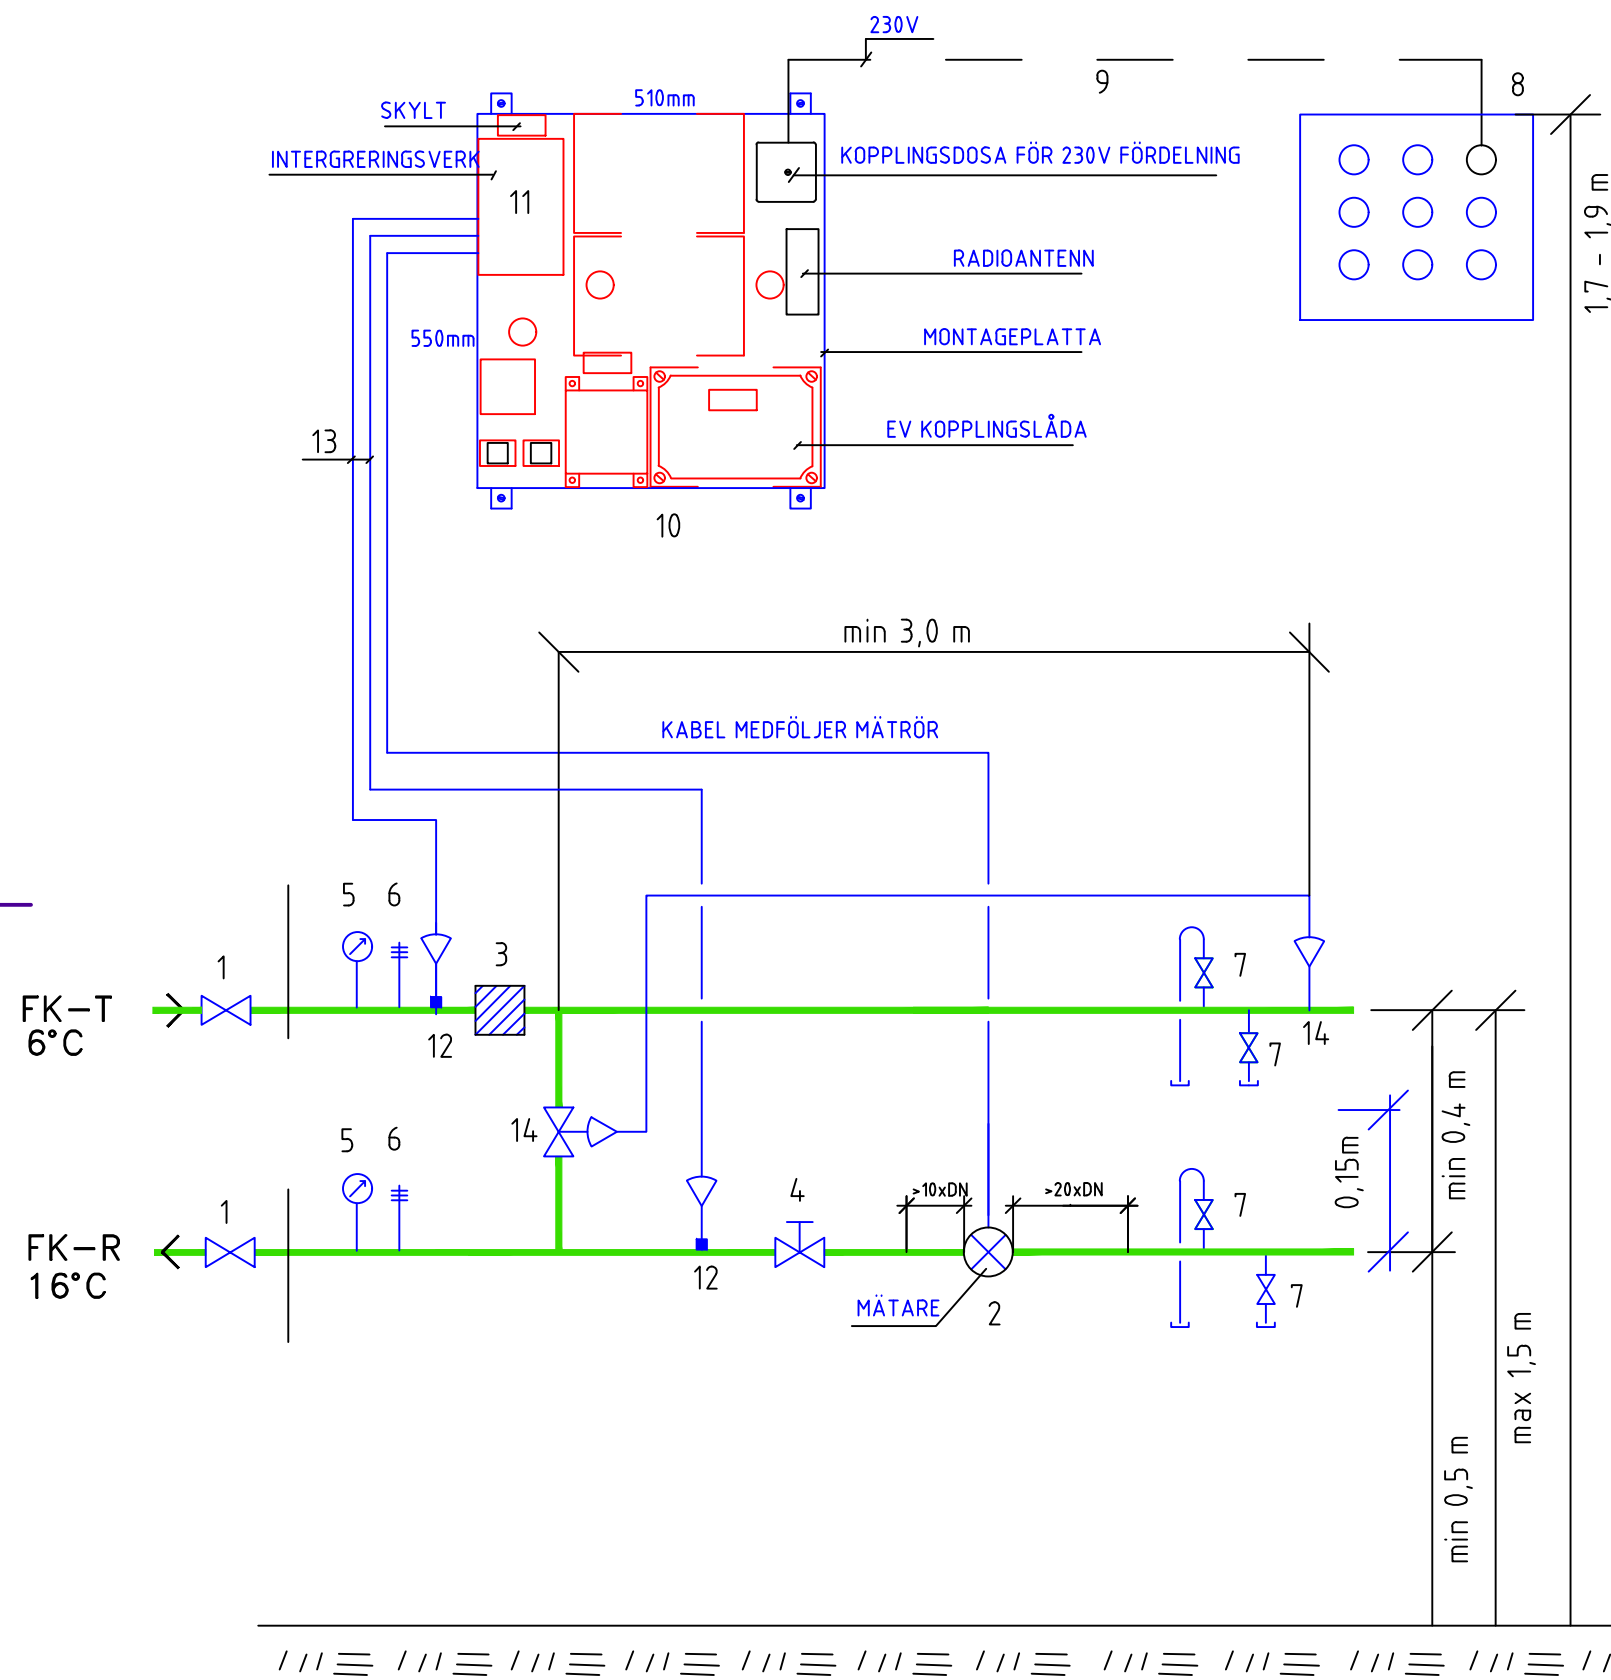 230V
9
8
SKYLT
510mm
INTERGRERINGSVERK
11
KOPPLINGSDOSA FÖR 230V FÖRDELNING
1,7 - 1,9 m
RADIOANTENN
550mm
MONTAGEPLATTA
13
EV KOPPLINGSLÅDA
10
min 3,0 m
KABEL MEDFÖLJER MÄTRÖR
5
6
1
3
7
FK-T
6°C
12
7
14
14
5
6
4
>10xDN
>20xDN
0,15m
min 0,4 m
1
7
FK-R
16°C
12
MÄTARE
2
7
max 1,5 m
min 0,5 m